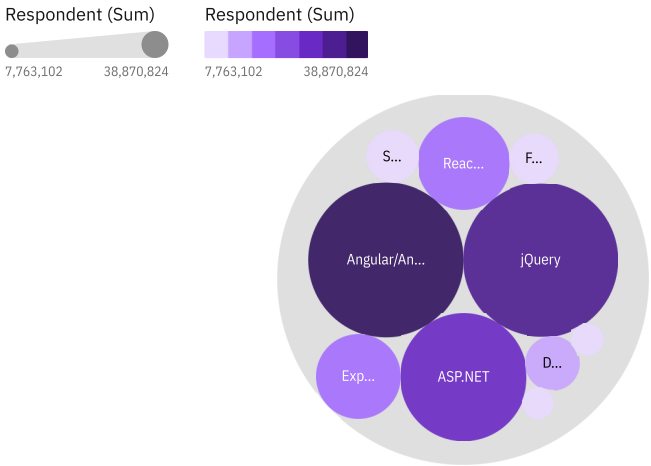 Respondent (Sum)
7,763,102 38,870,824
Respondent (Sum)
7,763,102 38,870,824
S...
Reac...
F...
Angular/An...
jQuery
Exp...
ASP.NET
D...